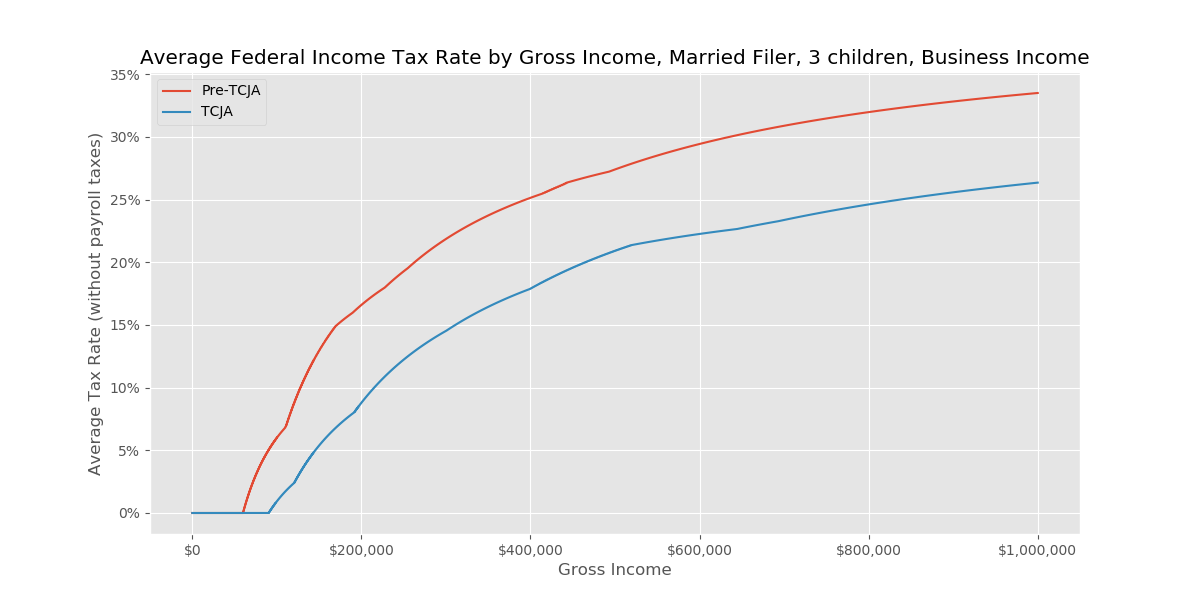 Average Federal Income Tax Rate by Gross Income, Married Filer, 3 children, Business Income
Pre-TCJA
TCJA
Average Tax Rate (without payroll taxes)
35%
30%
25%
20%
15%
10%
5%
0%
$0 $200,000 $400,000 $600,000 $800,000 $1,000,000
Gross Income